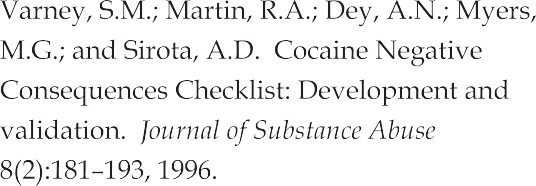 Varney, S.M.; Martin, R.A.; Dey, A.N.; Myers,
M.G.; and Sirota, A.D.  Cocaine Negative
Consequences Checklist: Development and
validation.  Journal of Substance Abuse
8(2):181–193, 1996.